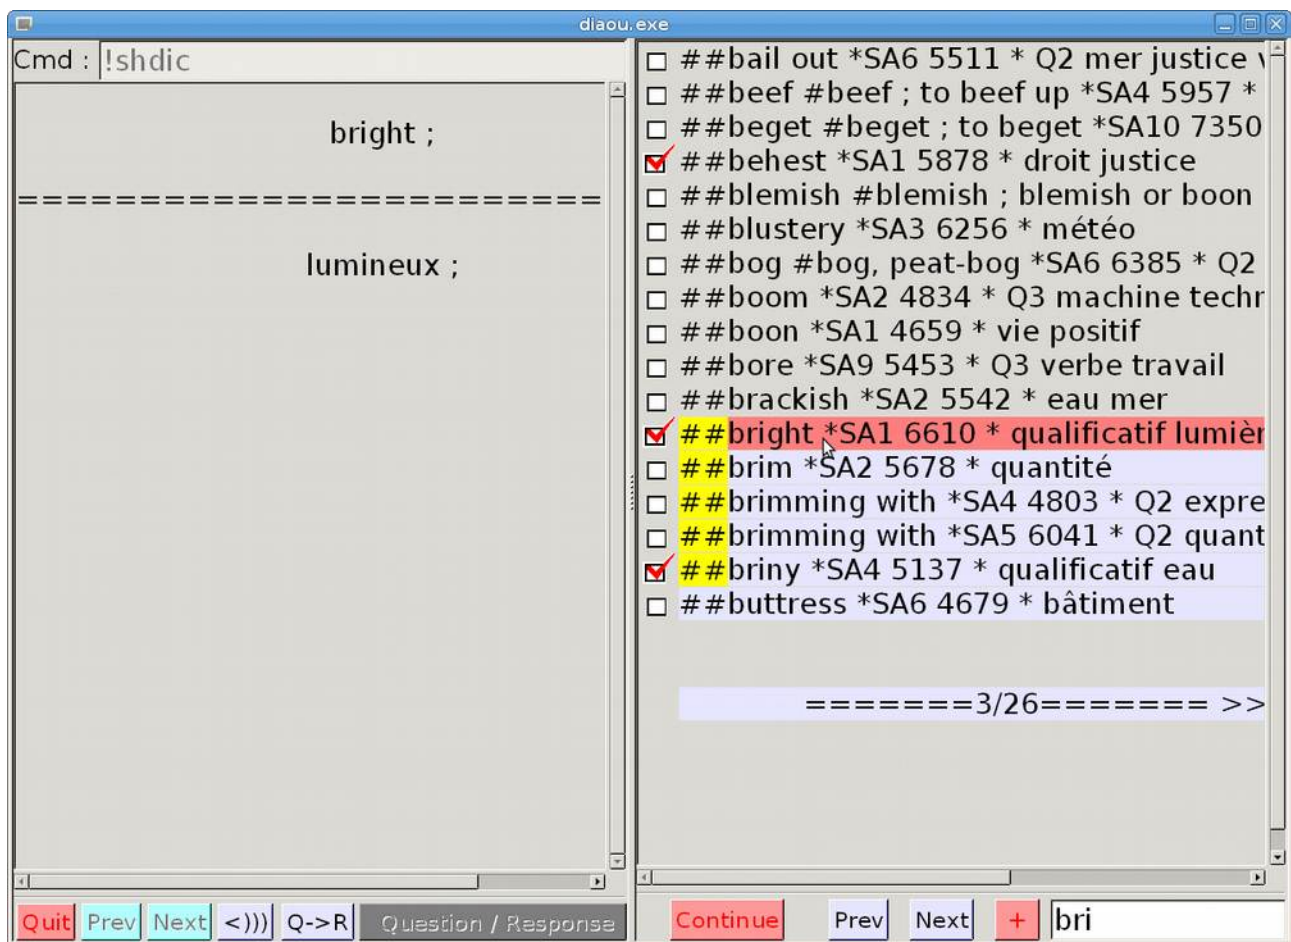 diaou.exe
Cmd : !shdic
bright ;
========================
lumineux ;
Quit Prev Next <))) Q->R Question / Response
##bail out *SA6 5511 * Q2 mer justice
##beef #beef ; to beef up *SA4 5957 *
##beget #beget ; to beget *SA10 7350
##behest *SA1 5878 * droit justice
##blemish #blemish ; blemish or boon
##blustery *SA3 6256 * météo
##bog #bog, peat-bog *SA6 6385 * Q2
##boom *SA2 4834 * Q3 machine techn
##boon *SA1 4659 * vie positif
##bore *SA9 5453 * Q3 verbe travail
##brackish *SA2 5542 * eau mer
##bright *SA1 6610 * qualificatif lumièr
##brim *SA2 5678 * quantité
##brimming with *SA4 4803 * Q2 expre
##brimming with *SA5 6041 * Q2 quant
##briny *SA4 5137 * qualificatif eau
##buttress *SA6 4679 * bâtiment
=======3/26======= >>
Continue Prev Next + bri